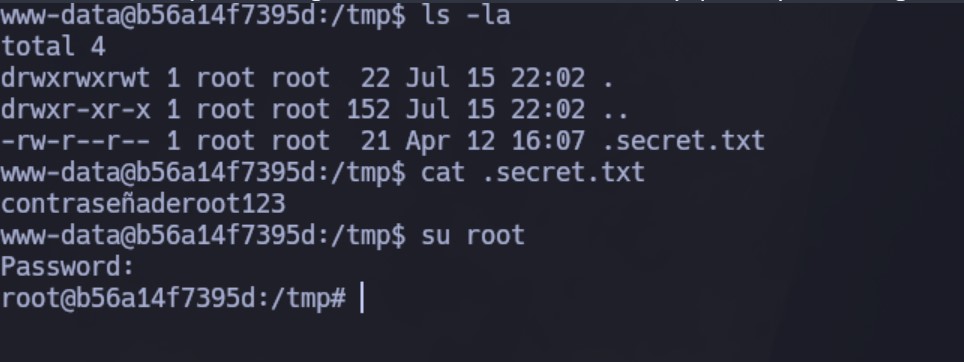 www-data@b56a14f7395d:/tmp$ ls -la
total 4
drwxrwxrwt 1 root root  22 Jul 15 22:02 .
drwxr-xr-x 1 root root 152 Jul 15 22:02 ..
-rw-r--r-- 1 root root  21 Apr 12 16:07 .secret.txt
www-data@b56a14f7395d:/tmp$ cat .secret.txt
contraseñaderoot123
www-data@b56a14f7395d:/tmp$ su root
Password:
root@b56a14f7395d:/tmp#